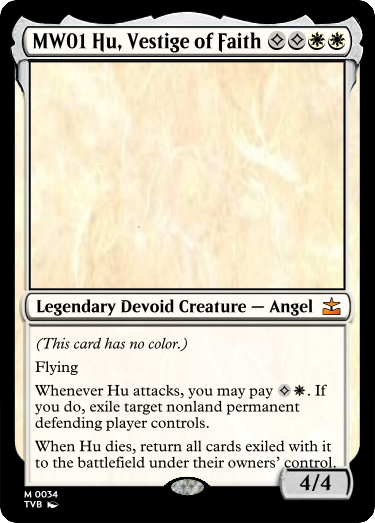 MW01 Hu, Vestige of Faith
Legendary Devoid Creature — Angel
(This card has no color.)
Flying
Whenever Hu attacks, you may pay . If
you do, exile target nonland permanent
defending player controls.
When Hu dies, return all cards exiled with it
to the battlefield under their owners' control.
4/4
M 0034
TVB